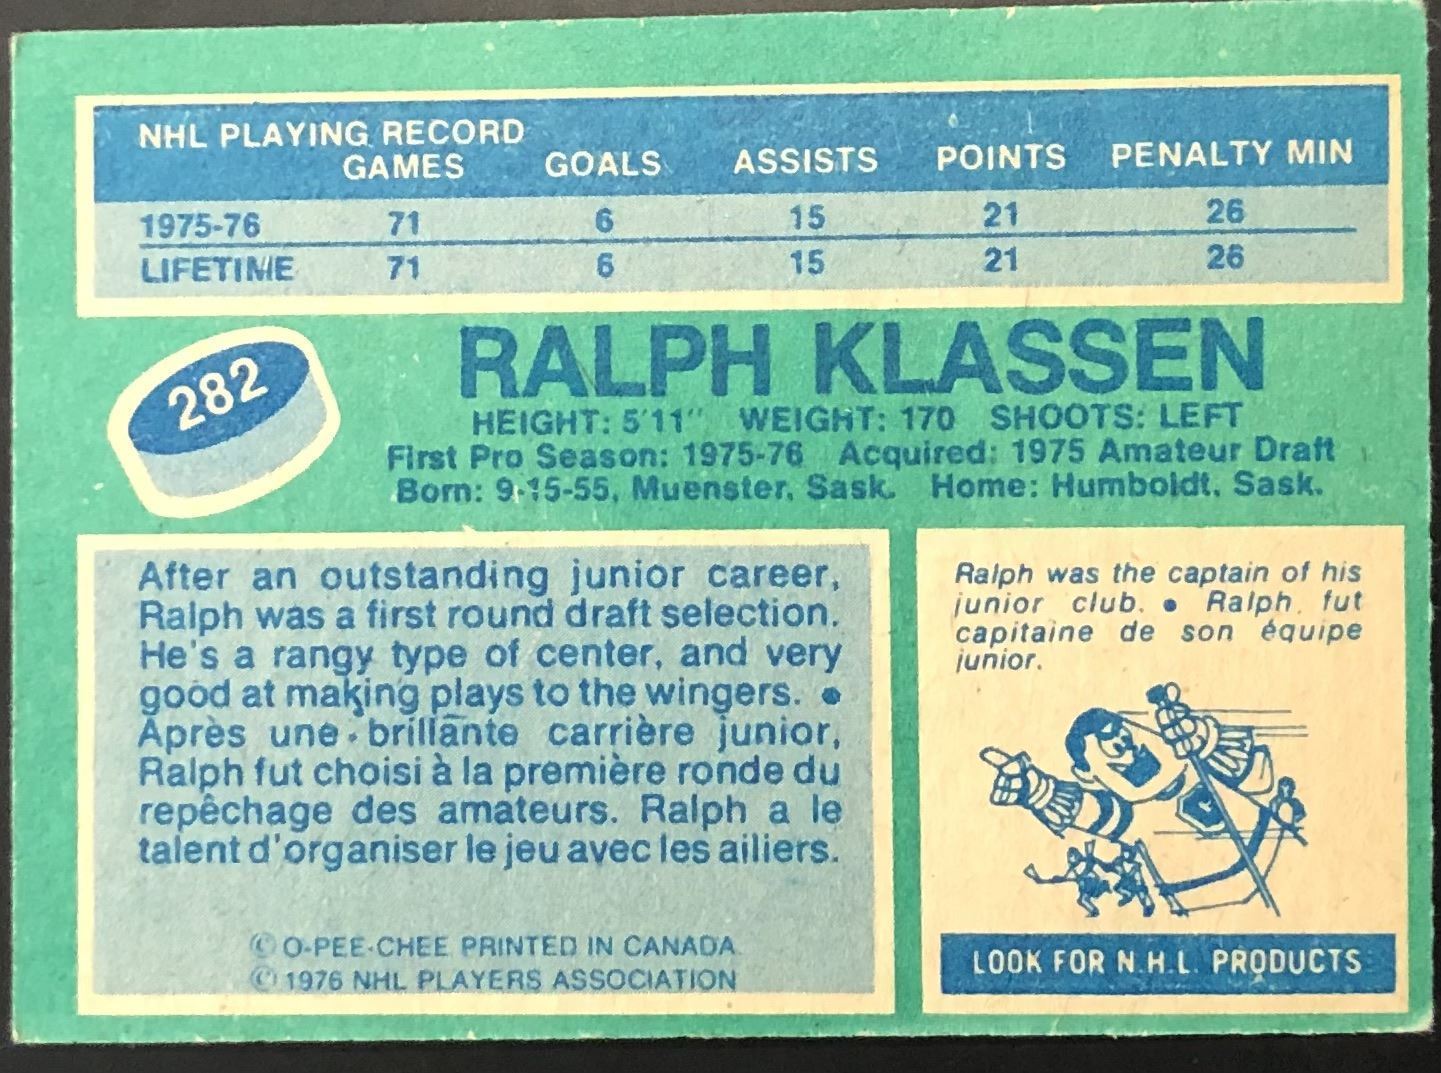 NHL PLAYING RECORD
GAMES GOALS ASSISTS POINTS PENALTY MIN
1975-76 71 6 15 21 26
LIFETIME 71 6 15 21 26
282
RALPH KLASSEN
HEIGHT: 5'11" WEIGHT: 170 SHOOTS: LEFT
First Pro Season: 1975-76 Acquired: 1975 Amateur Draft
Born: 9-15-55, Muenster, Sask. Home: Humboldt, Sask.
After an outstanding junior career,
Ralph was a first round draft selection.
He's a rangy type of center, and very
good at making plays to the wingers. •
Après une brillante carrière junior,
Ralph fut choisi à la première ronde du
repêchage des amateurs. Ralph a le
talent d'organiser le jeu avec les ailiers.
© O-PEE-CHEE PRINTED IN CANADA
© 1976 NHL PLAYERS ASSOCIATION
Ralph was the captain of his
junior club. • Ralph fut
capitaine de son équipe
junior.
LOOK FOR N.H.L. PRODUCTS